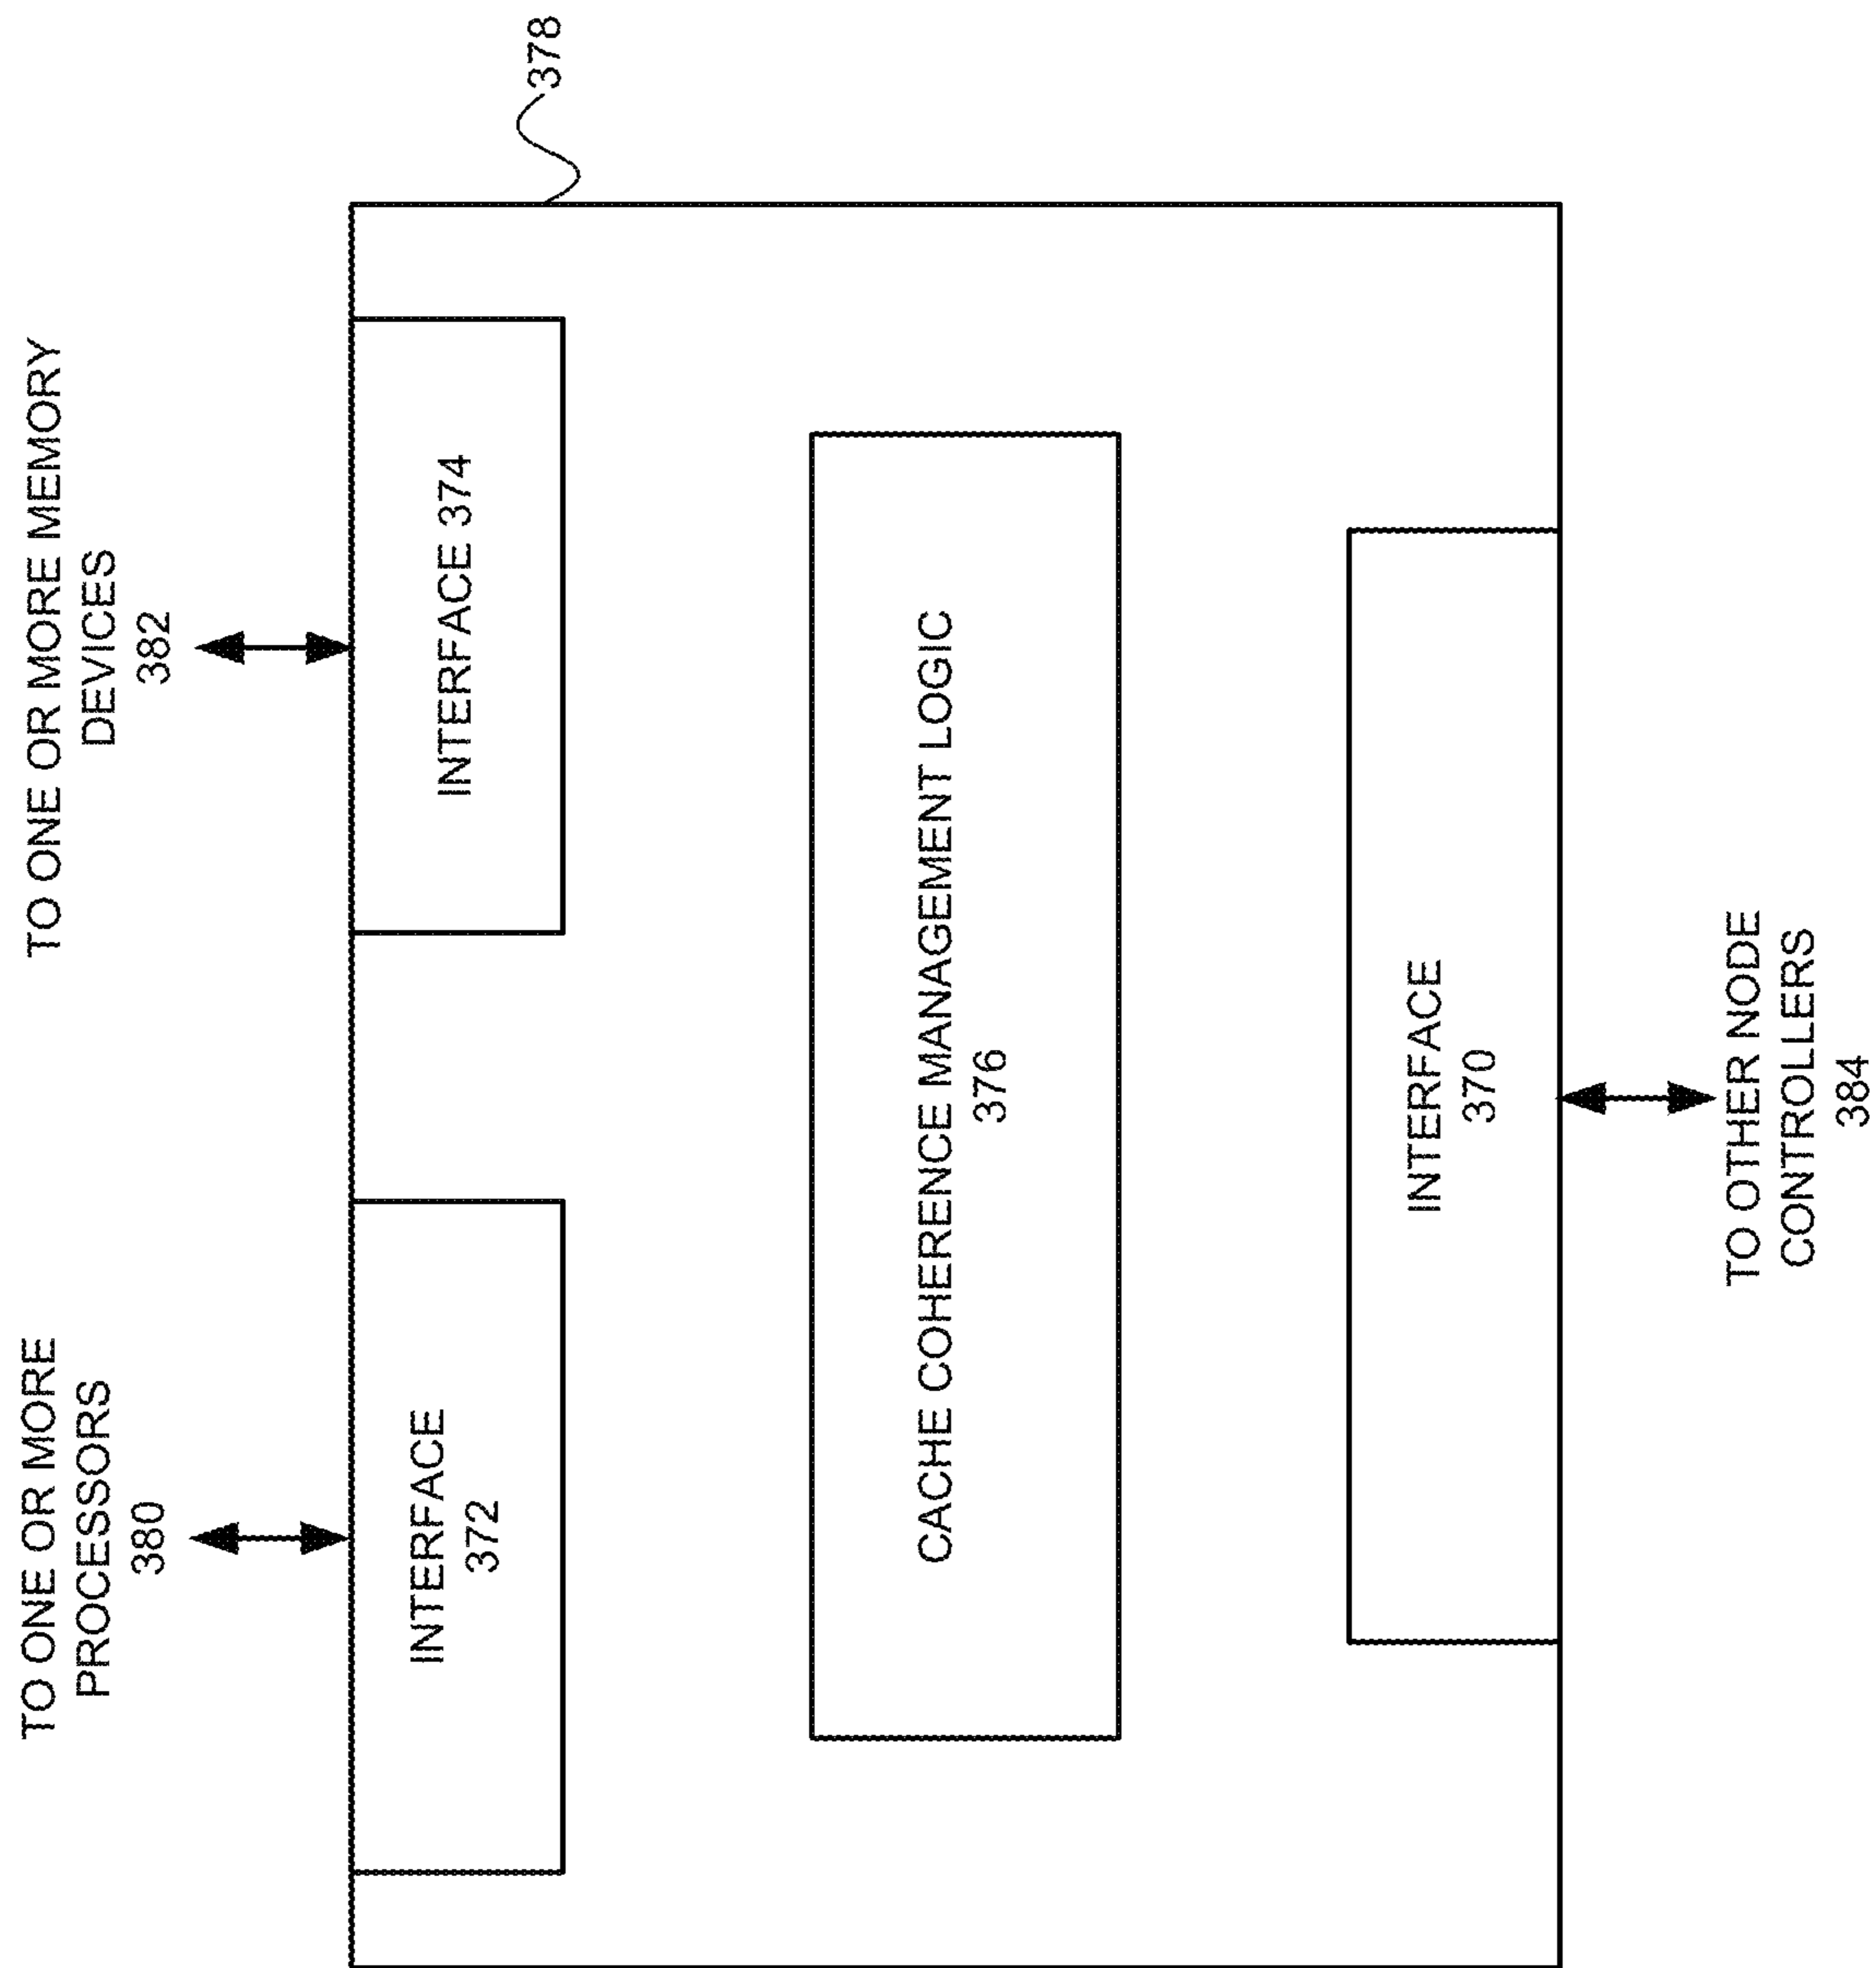 TO ONE OR MORE
PROCESSORS
380
TO ONE OR MORE MEMORY
DEVICES
382
378
INTERFACE
372
INTERFACE 374
CACHE COHERENCE MANAGEMENT LOGIC
376
INTERFACE
370
TO OTHER NODE
CONTROLLERS
384